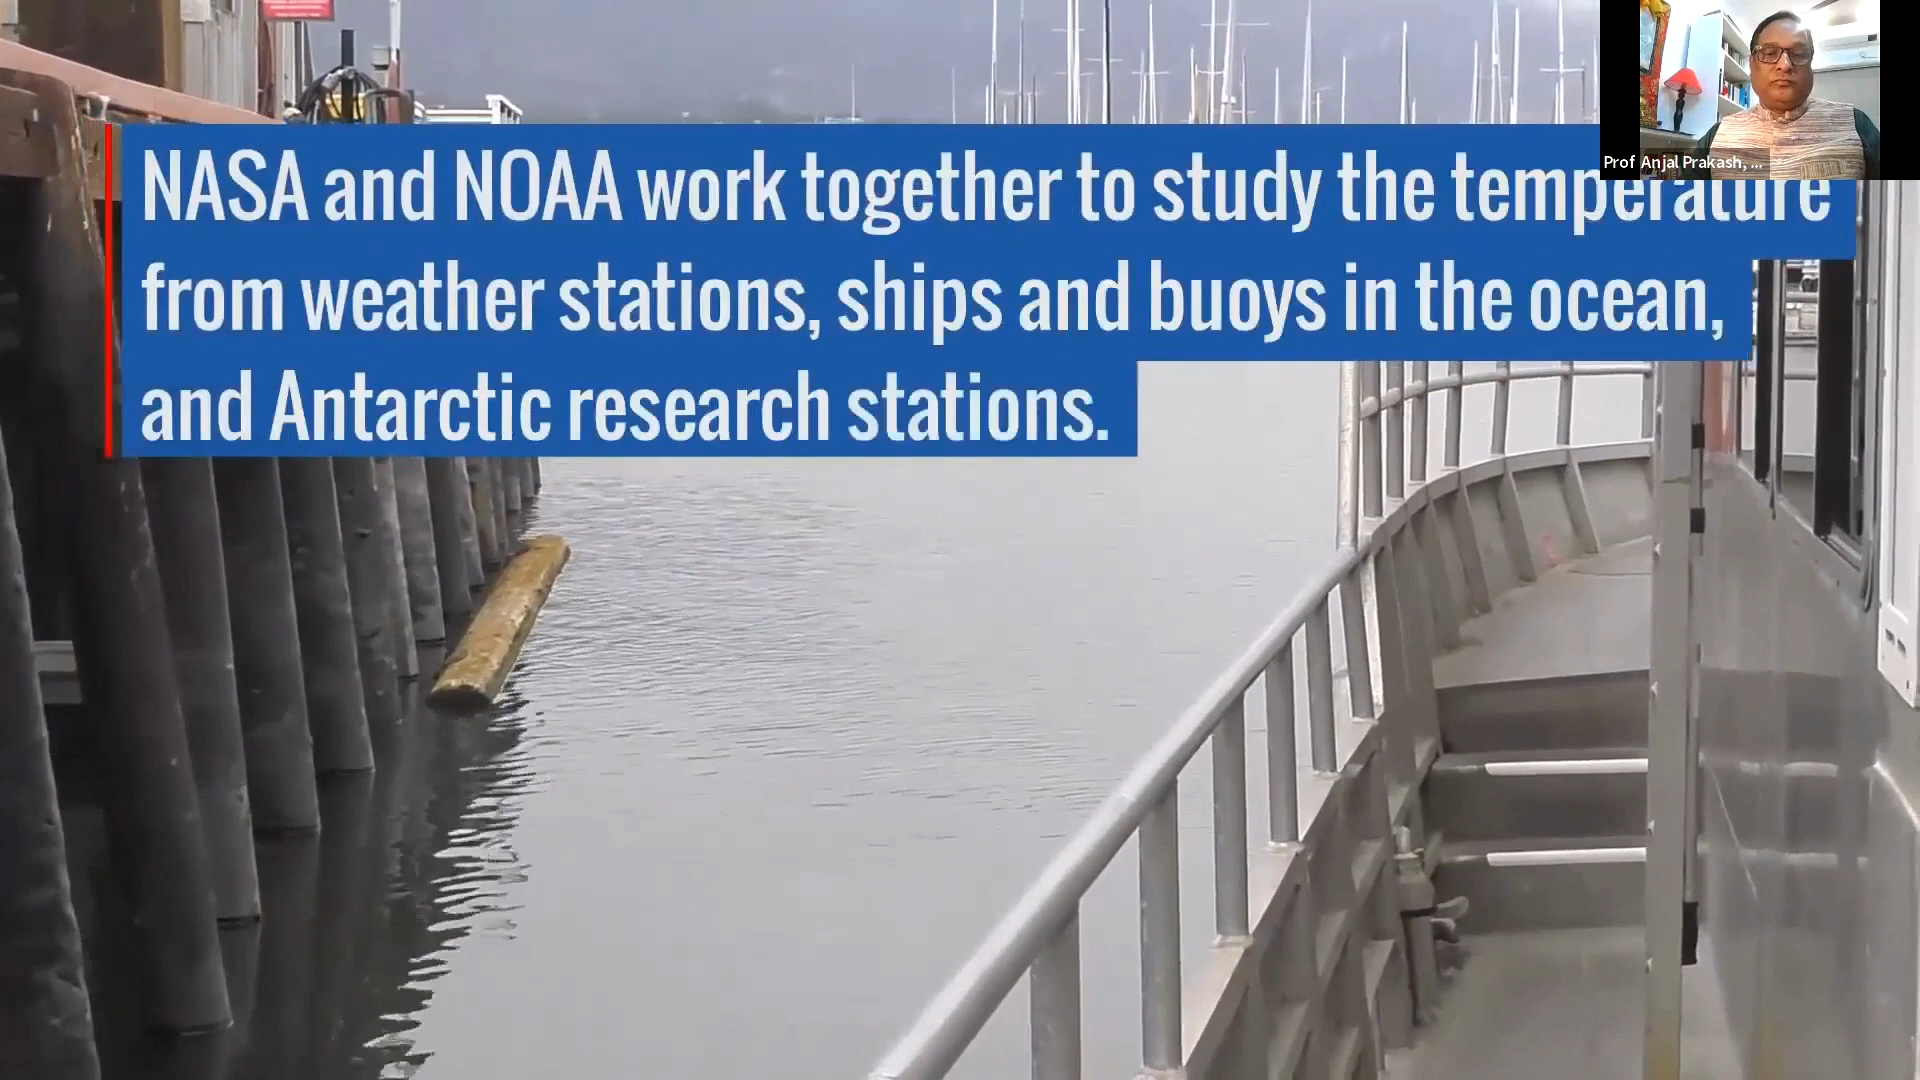 NASA and NOAA work together to study the temperature
from weather stations, ships and buoys in the ocean,
and Antarctic research stations.
Prof Anjal Prakash, ...